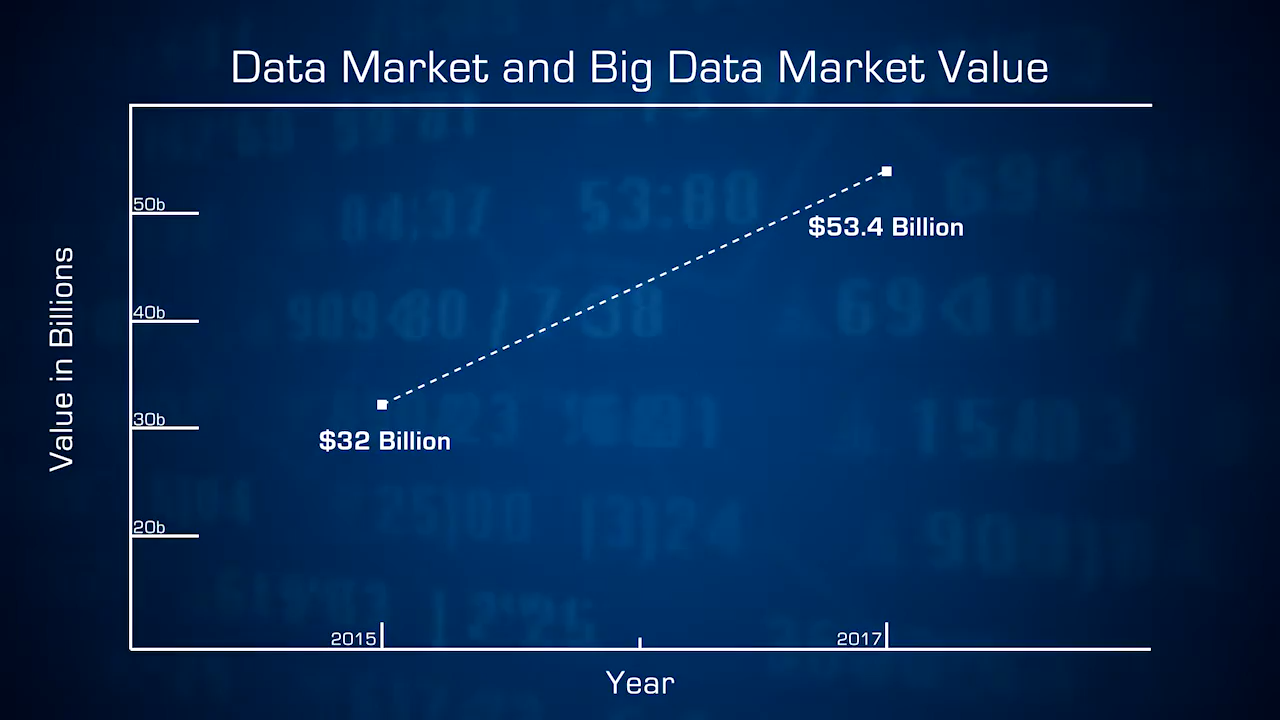 Data Market and Big Data Market Value
50b
$53.4 Billion
40b
30b
$32 Billion
20b
2015
2017
Value in Billions
Year